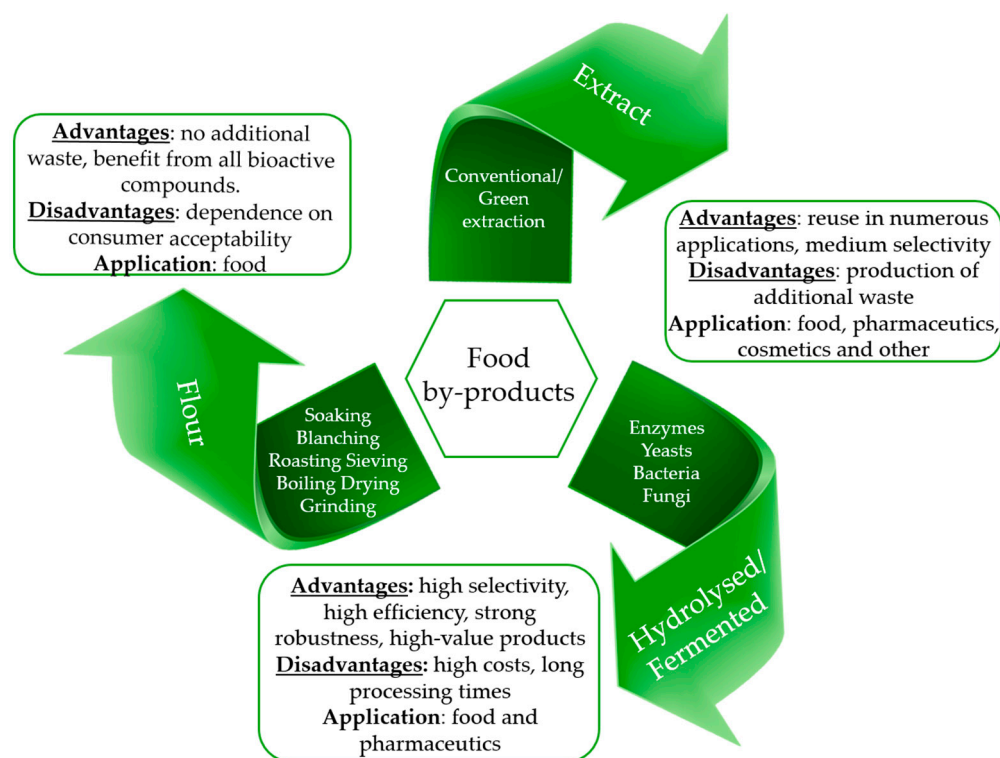 Extract
Conventional/
Green
extraction
Advantages: no additional
waste, benefit from all bioactive
compounds.
Disadvantages: dependence on
consumer acceptability
Application: food
Advantages: reuse in numerous
applications, medium selectivity
Disadvantages: production of
additional waste
Application: food, pharmaceutics,
cosmetics and other
Food
by-products
Flour
Soaking
Blanching
Roasting Sieving
Boiling Drying
Grinding
Enzymes
Yeasts
Bacteria
Fungi
Hydrolysed/
Fermented
Advantages: high selectivity,
high efficiency, strong
robustness, high-value products
Disadvantages: high costs, long
processing times
Application: food and
pharmaceutics